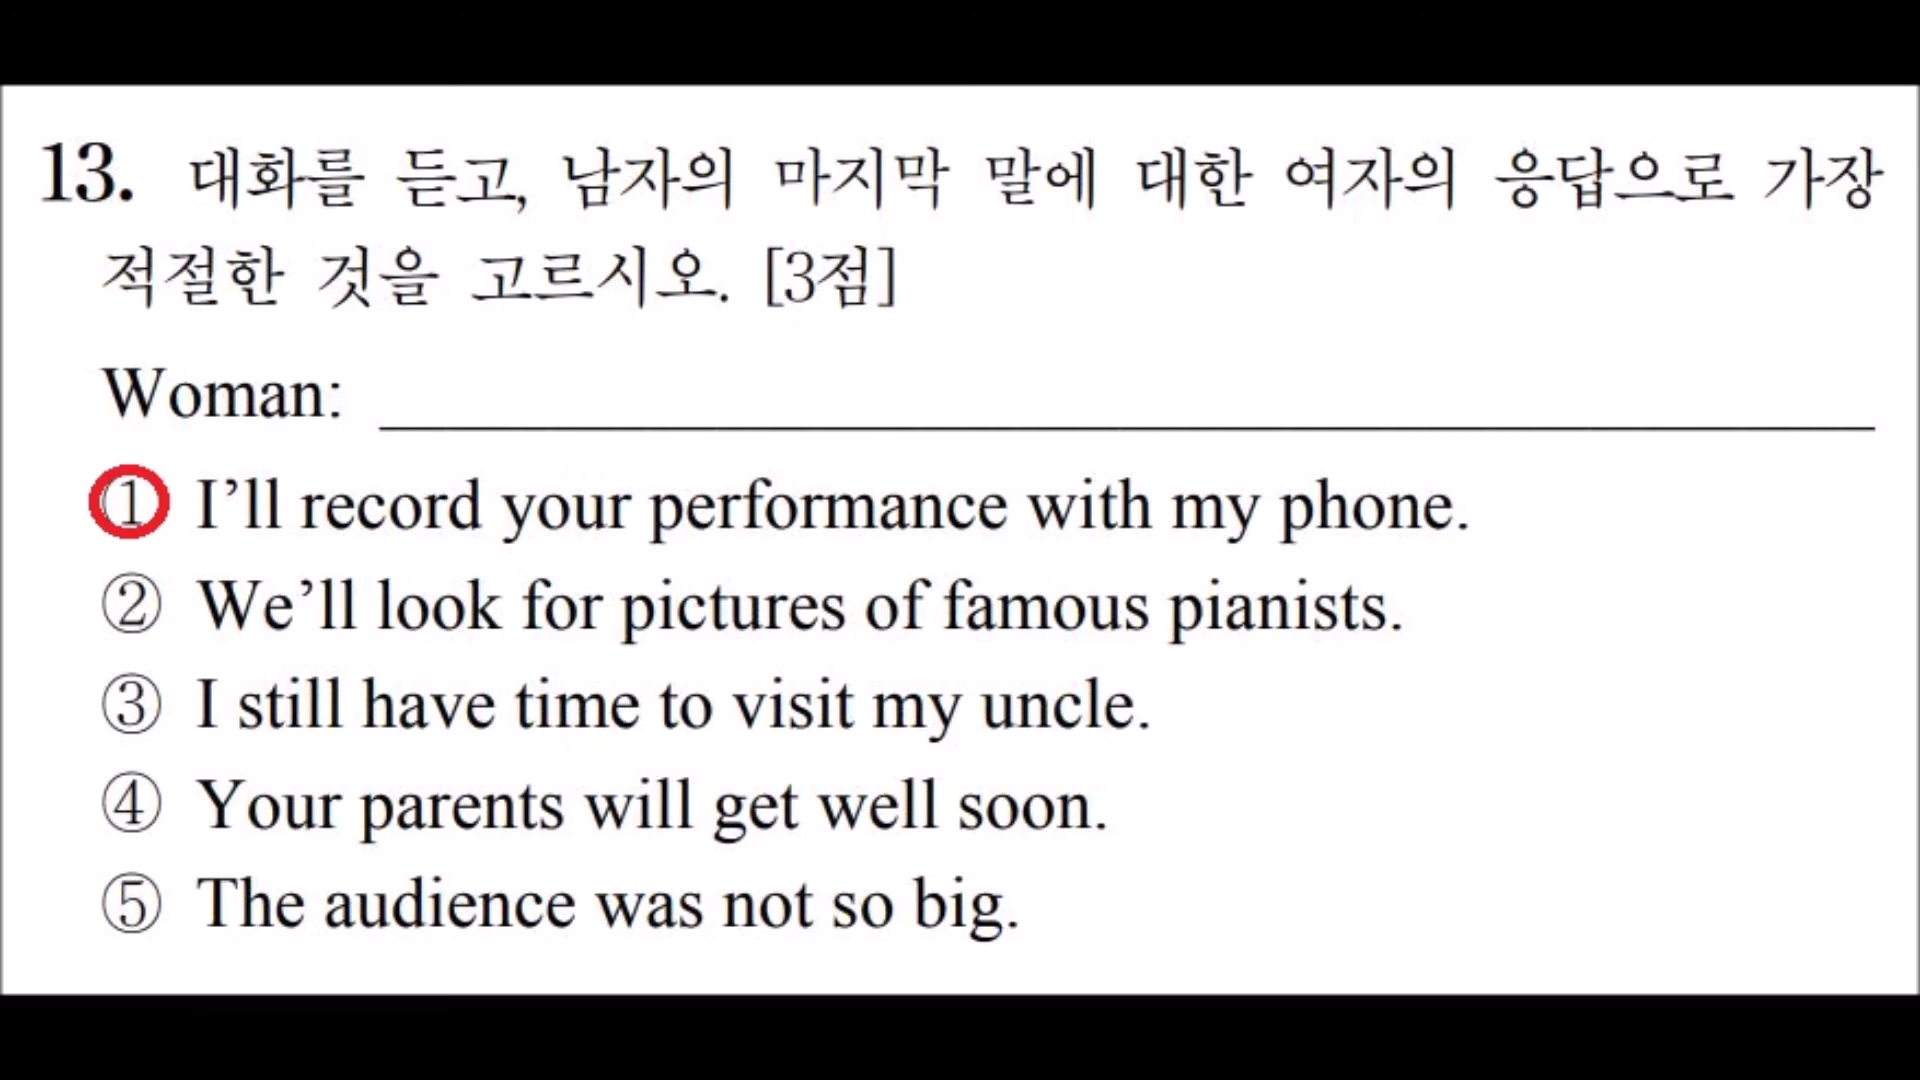 13. 대화를 듣고, 남자의 마지막 말에 대한 여자의 응답으로 가장
적절한 것을 고르시오. [3점]
Woman: ____________________
① I’ll record your performance with my phone.
② We’ll look for pictures of famous pianists.
③ I still have time to visit my uncle.
④ Your parents will get well soon.
⑤ The audience was not so big.